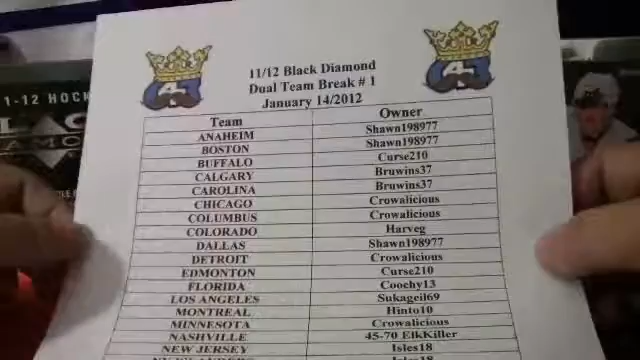 11/12 Black Diamond
Dual Team Break # 1
January 14/2012
Team Owner
ANAHEIM Shawn198977
BOSTON Shawn198977
BUFFALO Curse210
CALGARY Bruwins37
CAROLINA Bruwins37
CHICAGO Crowalicious
COLUMBUS Crowalicious
COLORADO Harveg
DALLAS Shawn198977
DETROIT Crowalicious
EDMONTON Curse210
FLORIDA Coochy13
LOS ANGELES Sukageil69
MONTREAL Hinto10
MINNESOTA Crowalicious
NASHVILLE 45-70 ElkKiller
NEW JERSEY Isles18
Isles18
1-12 HOCK